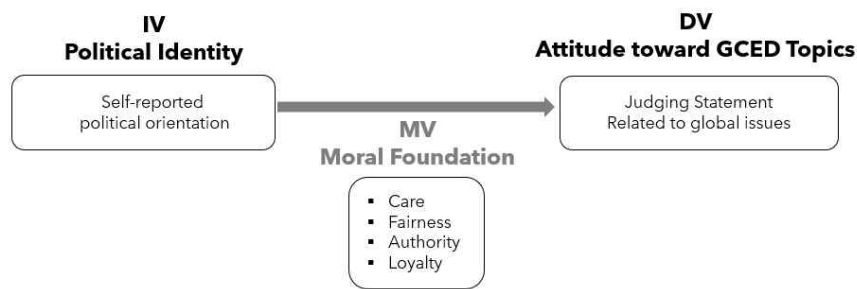 IV
Political Identity
Self-reported
political orientation
DV
Attitude toward GCED Topics
Judging Statement
Related to global issues
MV
Moral Foundation
▪ Care
▪ Fairness
▪ Authority
▪ Loyalty